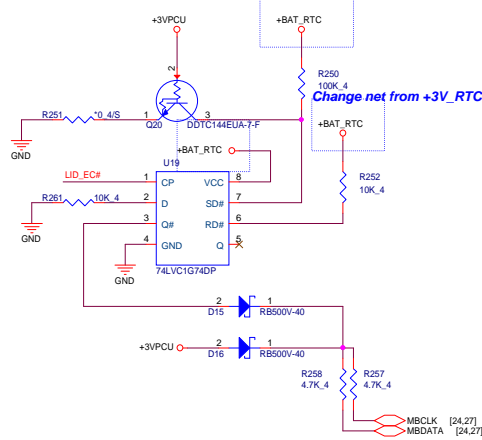 +3VPCU
+BAT_RTC
2
R250
100K_4
Change net from +3V_RTC
R251
*0_4/S
1
3
Q20
DDTC144EUA-7-F
+BAT_RTC
GND
+BAT_RTC
U19
LID_EC#
1
CP
VCC
8
R252
10K_4
R261
10K_4
2
D
SD#
7
3
Q#
RD#
6
GND
4
GND
Q
5
GND
74LVC1G74DP
2
1
D15
RB500V-40
+3VPCU
2
1
D16
RB500V-40
R258
4.7K_4
R257
4.7K_4
MBCLK [24,27]
MBDATA [24,27]